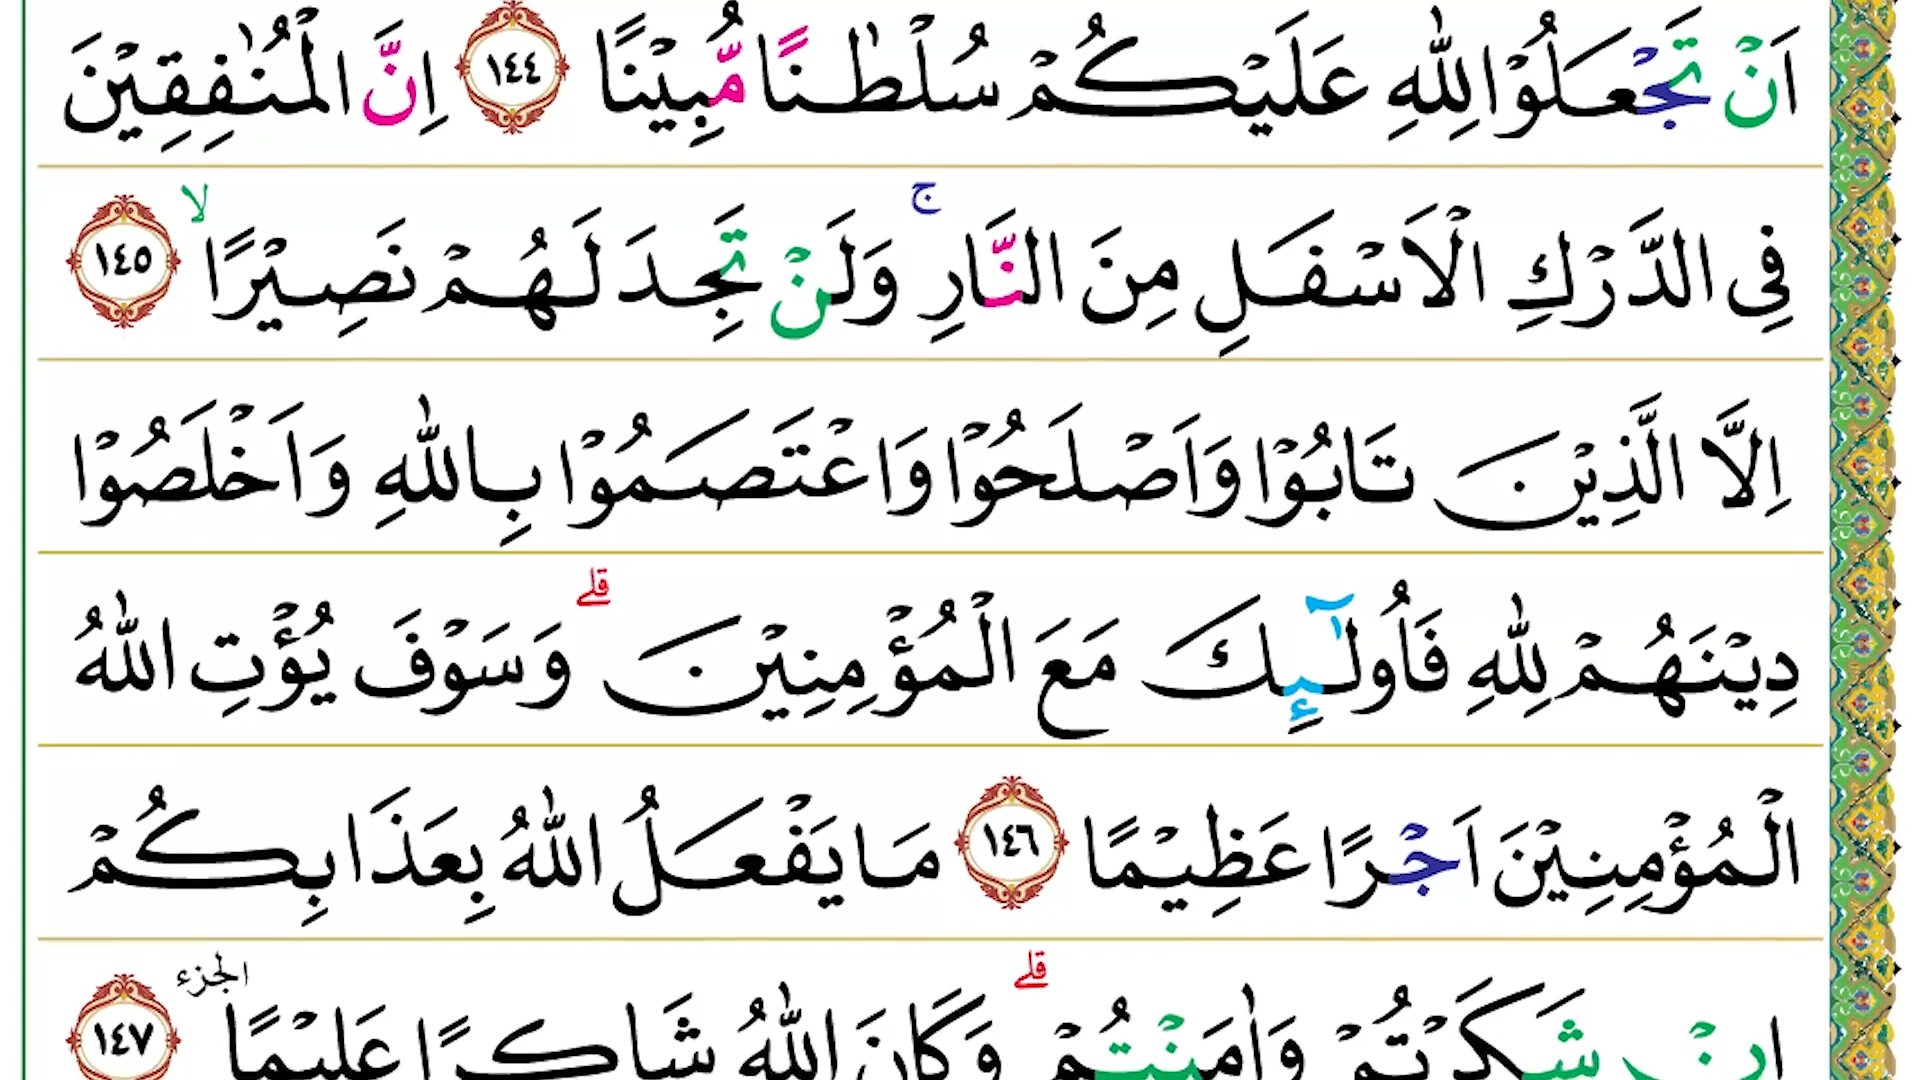 اَنۡ تَجۡعَلُوۡا لِلّٰهِ عَلَيۡكُمۡ سُلۡطٰنًا مُّبِيۡنًا ١٤٤ اِنَّ الۡمُنٰفِقِيۡنَ
فِى الدَّرۡكِ الۡاَسۡفَلِ مِنَ النَّارِ ۚ وَلَنۡ تَجِدَ لَهُمۡ نَصِيۡرًا ۙ ١٤٥
اِلَّا الَّذِيۡنَ تَابُوۡا وَاَصۡلَحُوۡا وَاعۡتَصَمُوۡا بِاللّٰهِ وَاَخۡلَصُوۡا
دِيۡنَهُمۡ لِلّٰهِ فَاُولٰٓئِكَ مَعَ الۡمُؤۡمِنِيۡنَ ؕۗ وَسَوۡفَ يُؤۡتِ اللّٰهُ
الۡمُؤۡمِنِيۡنَ اَجۡرًا عَظِيۡمًا ١٤٦ مَا يَفۡعَلُ اللّٰهُ بِعَذَابِكُمۡ
اِنۡ شَكَرۡتُمۡ وَاٰمَنۡتُمۡ ۗ وَكَانَ اللّٰهُ شَاكِرًا عَلِيۡمًا الجزء ١٤٧